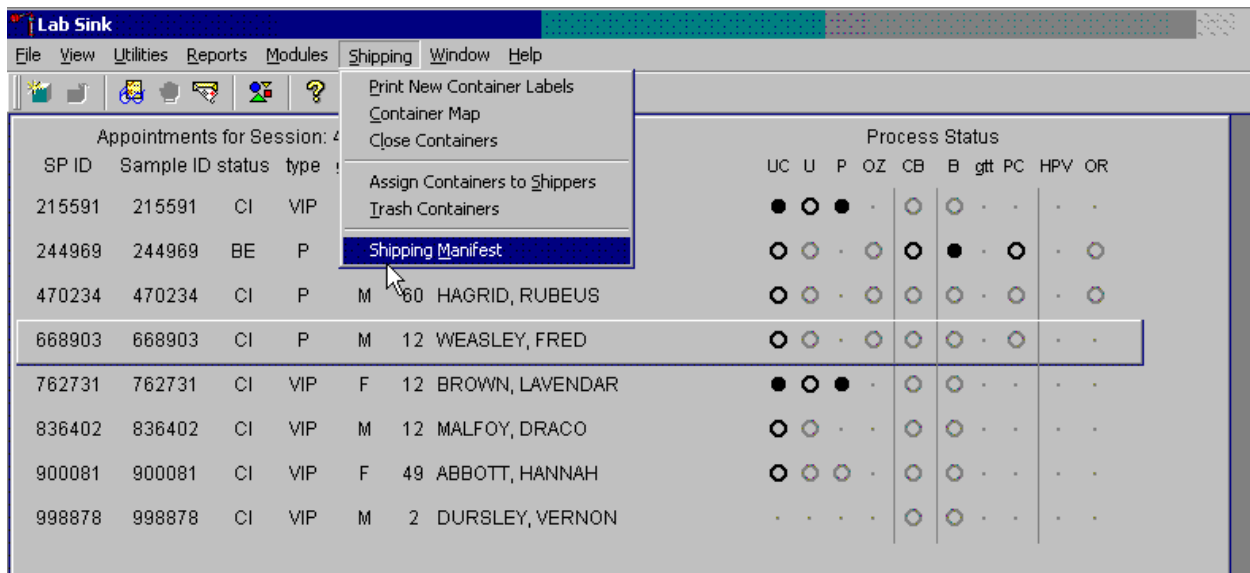 Lab Sink
File View Utilities Reports Modules Shipping Window Help
Print New Container Labels
Container Map
Close Containers
Assign Containers to Shippers
Trash Containers
Shipping Manifest
Appointments for Session:
Process Status
SP ID Sample ID status type
UC U P OZ CB B gtt PC HPV OR
215591 215591 CI VIP
244969 244969 BE P
470234 470234 CI P M 60 HAGRID, RUBEUS
668903 668903 CI P M 12 WEASLEY, FRED
762731 762731 CI VIP F 12 BROWN, LAVENDAR
836402 836402 CI VIP M 12 MALFOY, DRACO
900081 900081 CI VIP F 49 ABBOTT, HANNAH
998878 998878 CI VIP M 2 DURSLEY, VERNON